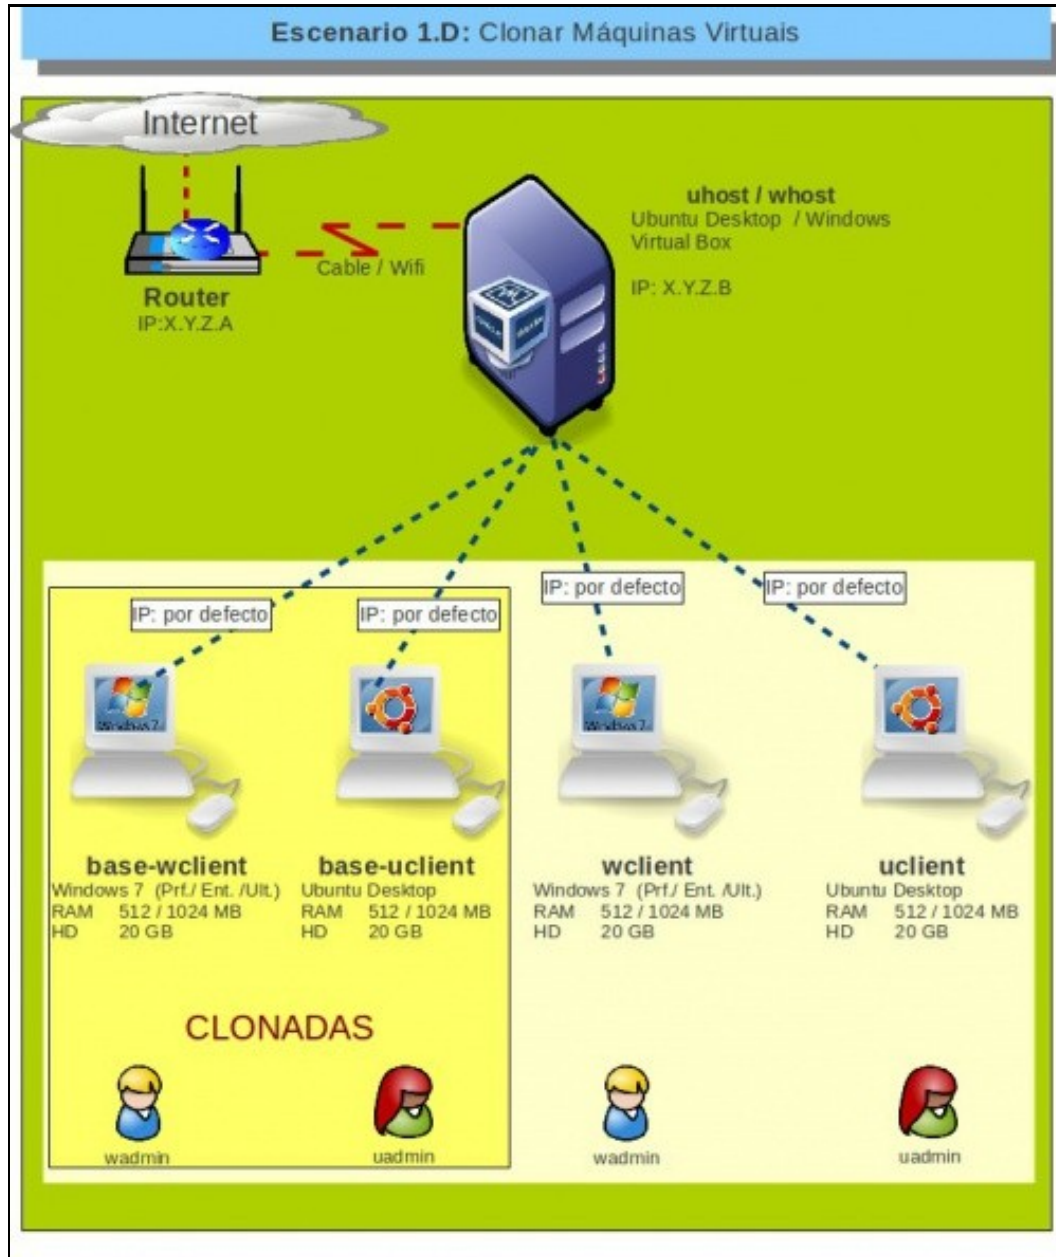 Escenario 1.D: Clonar Máquinas Virtuais
Internet
uhost / whost
Ubuntu Desktop / Windows
Virtual Box
IP: X.Y.Z.B
Cable / Wifi
Router
IP:X.Y.Z.A
IP: por defecto
IP: por defecto
IP: por defecto
IP: por defecto
base-wclient
Windows 7 (Prf./ Ent. /Ult.)
RAM 512 / 1024 MB
HD 20 GB
base-uclient
Ubuntu Desktop
RAM 512 / 1024 MB
HD 20 GB
wclient
Windows 7 (Prf./ Ent. /Ult.)
RAM 512 / 1024 MB
HD 20 GB
uclient
Ubuntu Desktop
RAM 512 / 1024 MB
HD 20 GB
CLONADAS
wadmin
uadmin
wadmin
uadmin